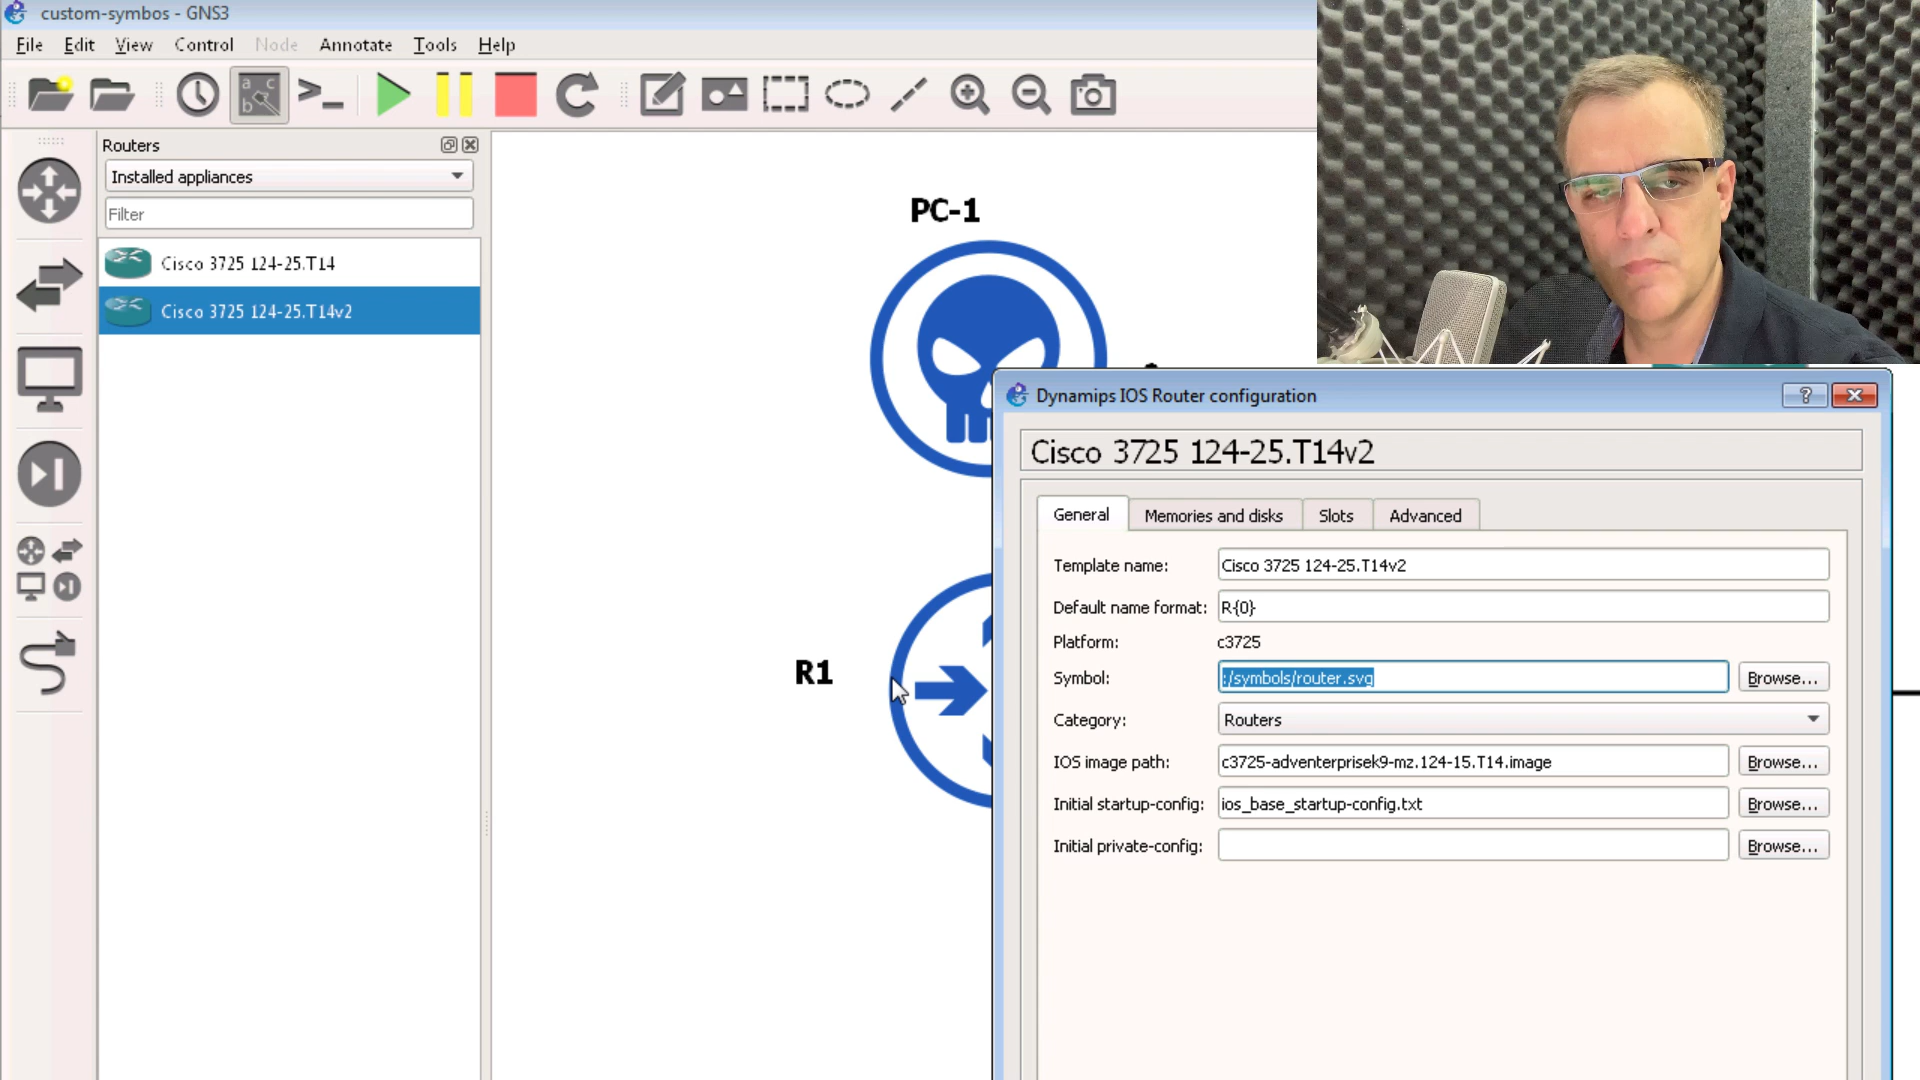 custom-symbos - GNS3
File Edit View Control Node Annotate Tools Help
a c
b
Routers
Installed appliances
Filter
Cisco 3725 124-25.T14
Cisco 3725 124-25.T14v2
PC-1
R1
Dynamips IOS Router configuration
Cisco 3725 124-25.T14v2
General Memories and disks Slots Advanced
Template name: Cisco 3725 124-25.T14v2
Default name format: R{0}
Platform: c3725
Symbol: :/symbols/router.svg Browse...
Category: Routers
IOS image path: c3725-adventerprisek9-mz.124-15.T14.image Browse...
Initial startup-config: ios_base_startup-config.txt Browse...
Initial private-config: Browse...